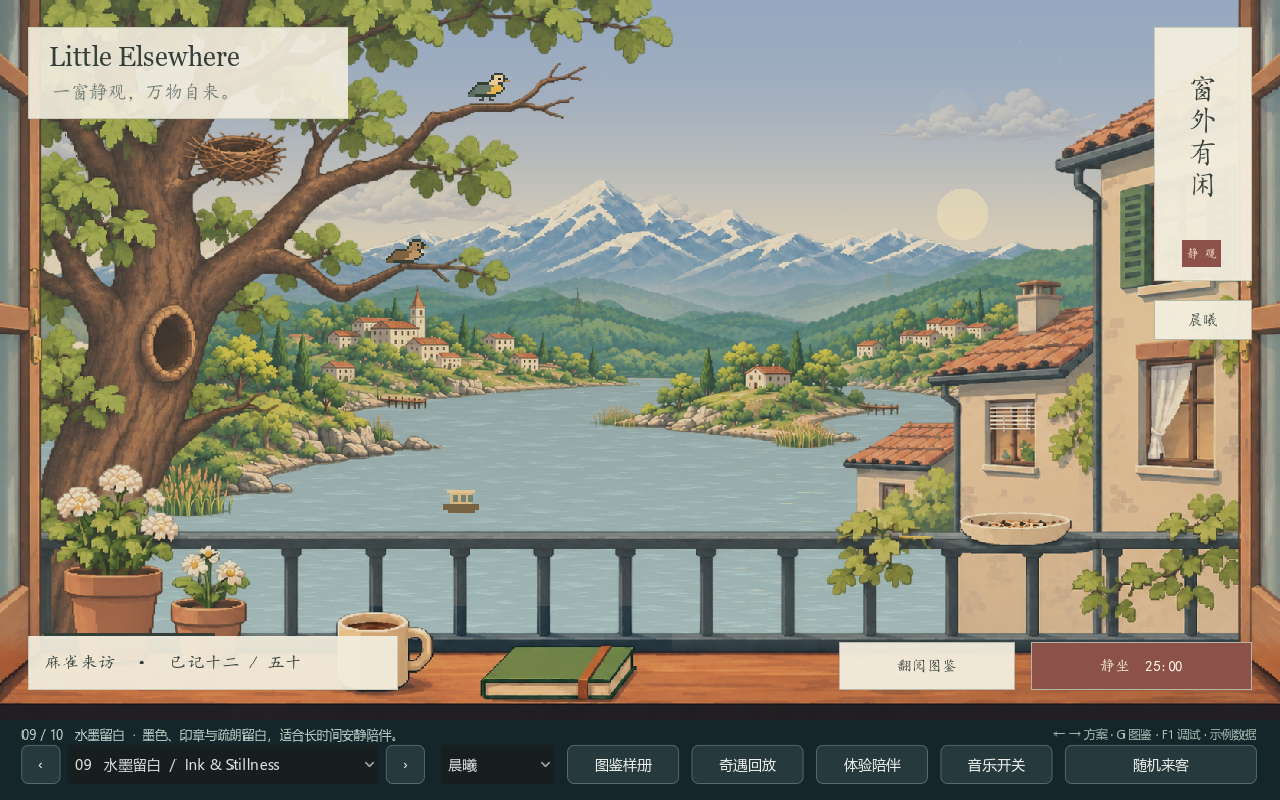 Little Elsewhere
一窗静观，万物自来。
窗外有闲
静 观
晨曦
麻雀来访 · 已记十二 / 五十
翻阅图鉴
静坐 25:00
09 / 10 水墨留白 · 墨色、印章与疏朗留白，适合长时间安静陪伴。
←→方案·G图鉴·F1调试·示例数据
‹
09 水墨留白 / Ink & Stillness
›
晨曦
图鉴样册
奇遇回放
体验陪伴
音乐开关
随机来客